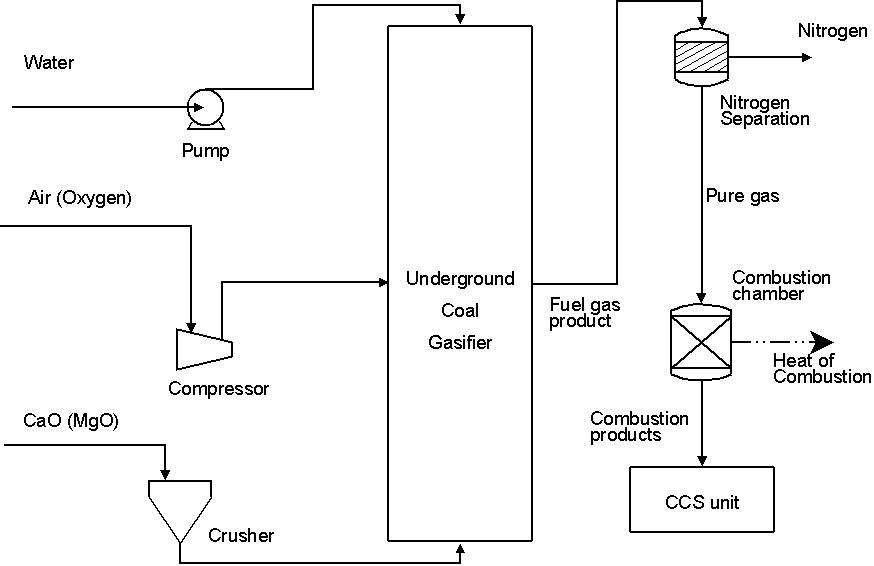 Water
Pump
Air (Oxygen)
Compressor
CaO (MgO)
Crusher
Underground
Coal
Gasifier
Fuel gas
product
Nitrogen
Nitrogen
Separation
Pure gas
Combustion
chamber
Heat of
Combustion
Combustion
products
CCS unit